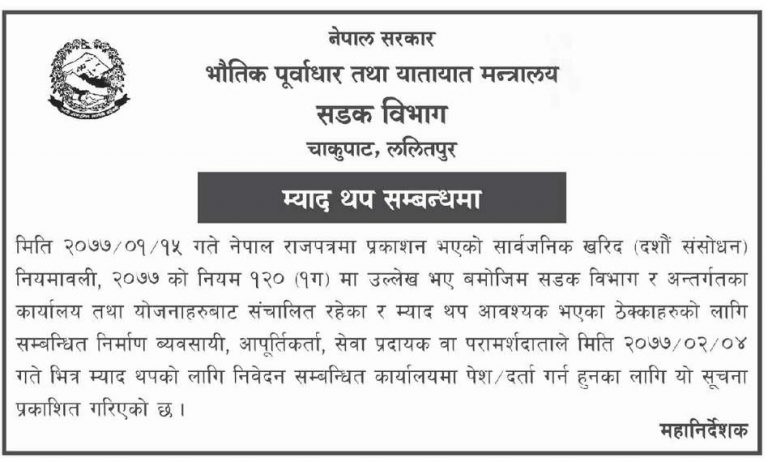 नेपाल सरकार
भौतिक पूर्वाधार तथा यातायात मन्त्रालय
सडक विभाग
चाकुपाट, ललितपुर
म्याद थप सम्बन्धमा
मिति २०७७/०१/१५ गते नेपाल राजपत्रमा प्रकाशन भएको सार्वजनिक खरिद (दशौं संसोधन)
नियमावली, २०७७ को नियम १२० (१ग) मा उल्लेख भए बमोजिम सडक विभाग र अन्तर्गतका
कार्यालय तथा योजनाहरुबाट संचालित रहेका र म्याद थप आवश्यक भएका ठेक्काहरुको लागि
सम्बन्धित निर्माण ब्यवसायी, आपूर्तिकर्ता, सेवा प्रदायक वा परामर्शदाताले मिति २०७७/०२/०४
गते भित्र म्याद थपको लागि निवेदन सम्बन्धित कार्यालयमा पेश/दर्ता गर्न हुनका लागि यो सूचना
प्रकाशित गरिएको छ ।
महानिर्देशक